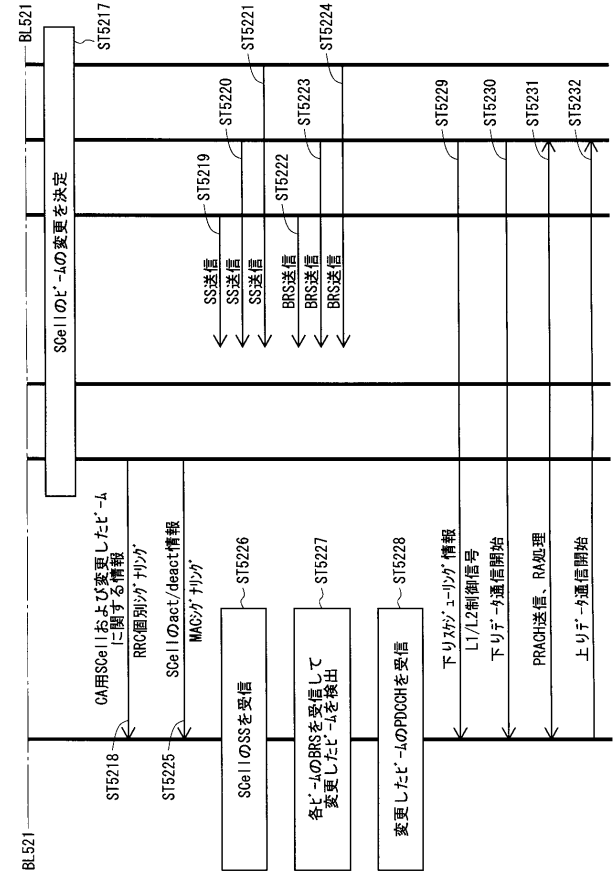 BL521
BL521
SCellのビームの変更を決定
ST5217
CA用SCellおよび変更したビーム
に関する情報
RRC個別シグナリング
ST5218
SCellのact/deact情報
MACシグナリング
ST5225
SS送信
ST5219
SS送信
ST5220
SS送信
ST5221
BRS送信
ST5222
BRS送信
ST5223
BRS送信
ST5224
SCellのSSを受信
ST5226
各ビームのBRSを受信して
変更したビームを検出
ST5227
変更したビームのPDCCHを受信
ST5228
下りスケジューリング情報
L1/L2制御信号
ST5229
下りデータ通信開始
ST5230
PRACH送信、RA処理
ST5231
上りデータ通信開始
ST5232